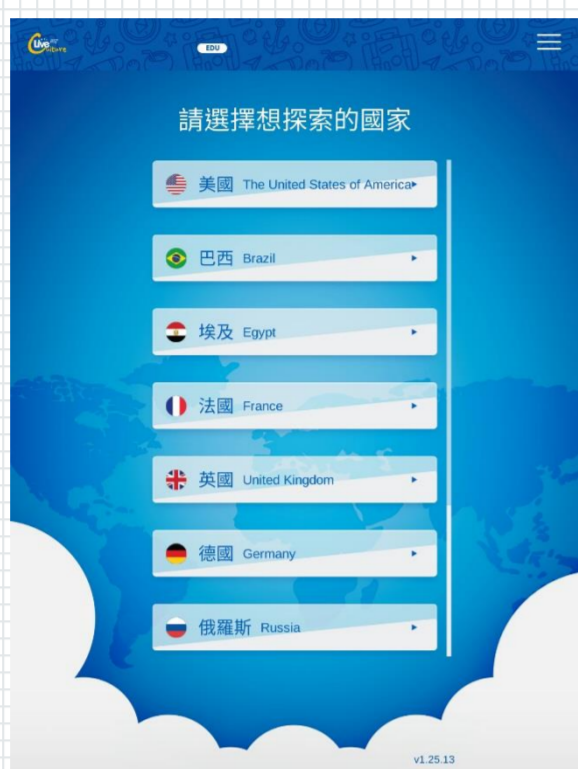 Live
EDU
請選擇想探索的國家
美國 The United States of America
巴西 Brazil
埃及 Egypt
法國 France
英國 United Kingdom
德國 Germany
俄羅斯 Russia
v1.25.13